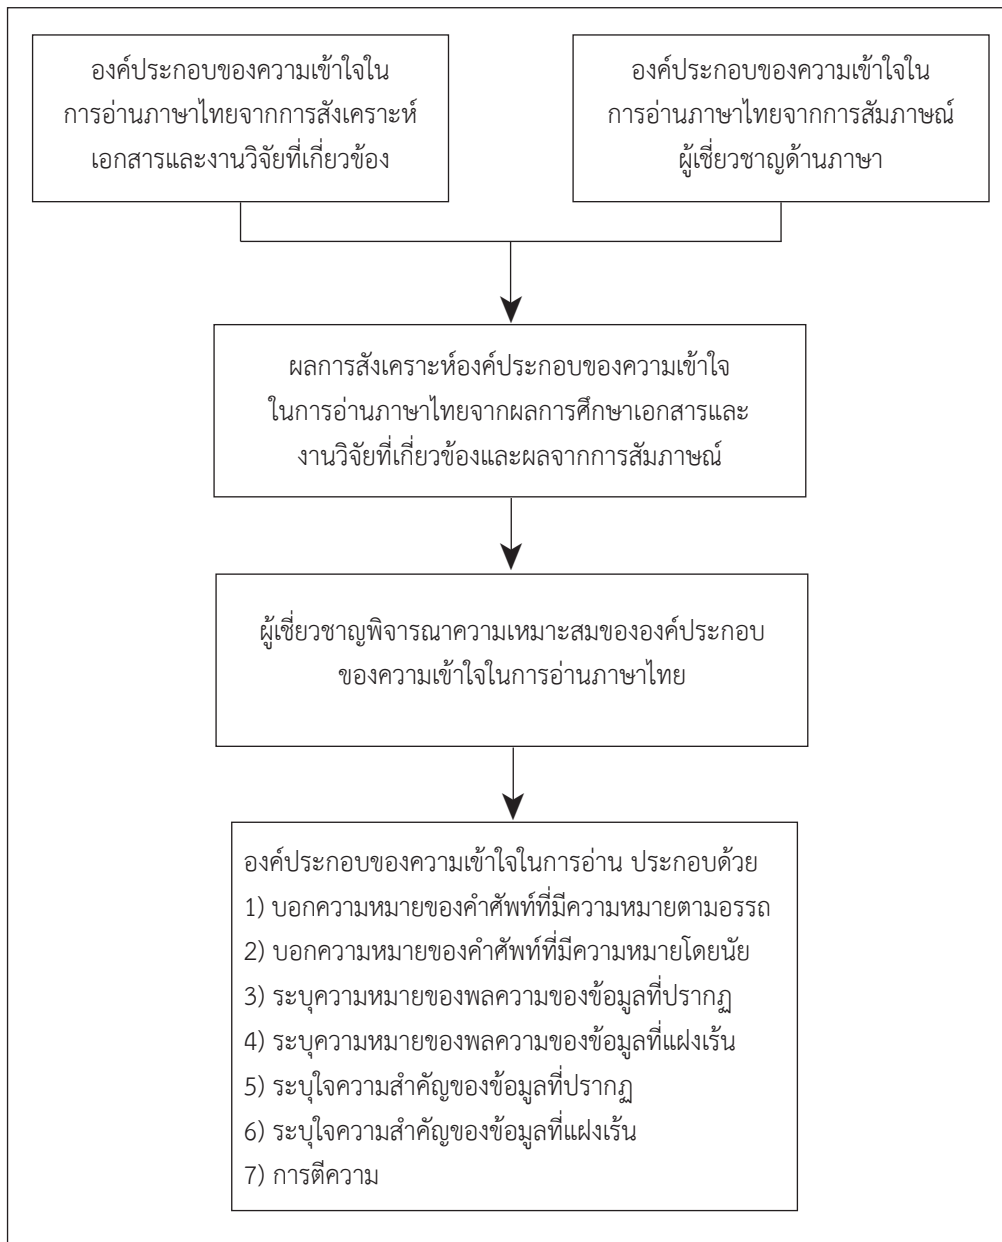 องค์ประกอบของความเข้าใจใน
การอ่านภาษาไทยจากการสังเคราะห์
เอกสารและงานวิจัยที่เกี่ยวข้อง
องค์ประกอบของความเข้าใจใน
การอ่านภาษาไทยจากการสัมภาษณ์
ผู้เชี่ยวชาญด้านภาษา
ผลการสังเคราะห์องค์ประกอบของความเข้าใจ
ในการอ่านภาษาไทยจากผลการศึกษาเอกสารและ
งานวิจัยที่เกี่ยวข้องและผลจากการสัมภาษณ์
ผู้เชี่ยวชาญพิจารณาความเหมาะสมขององค์ประกอบ
ของความเข้าใจในการอ่านภาษาไทย
องค์ประกอบของความเข้าใจในการอ่าน ประกอบด้วย
1) บอกความหมายของคำศัพท์ที่มีความหมายตามอรรถ
2) บอกความหมายของคำศัพท์ที่มีความหมายโดยนัย
3) ระบุความหมายของพลความของข้อมูลที่ปรากฏ
4) ระบุความหมายของพลความของข้อมูลที่แฝงเร้น
5) ระบุใจความสำคัญของข้อมูลที่ปรากฏ
6) ระบุใจความสำคัญของข้อมูลที่แฝงเร้น
7) การตีความ